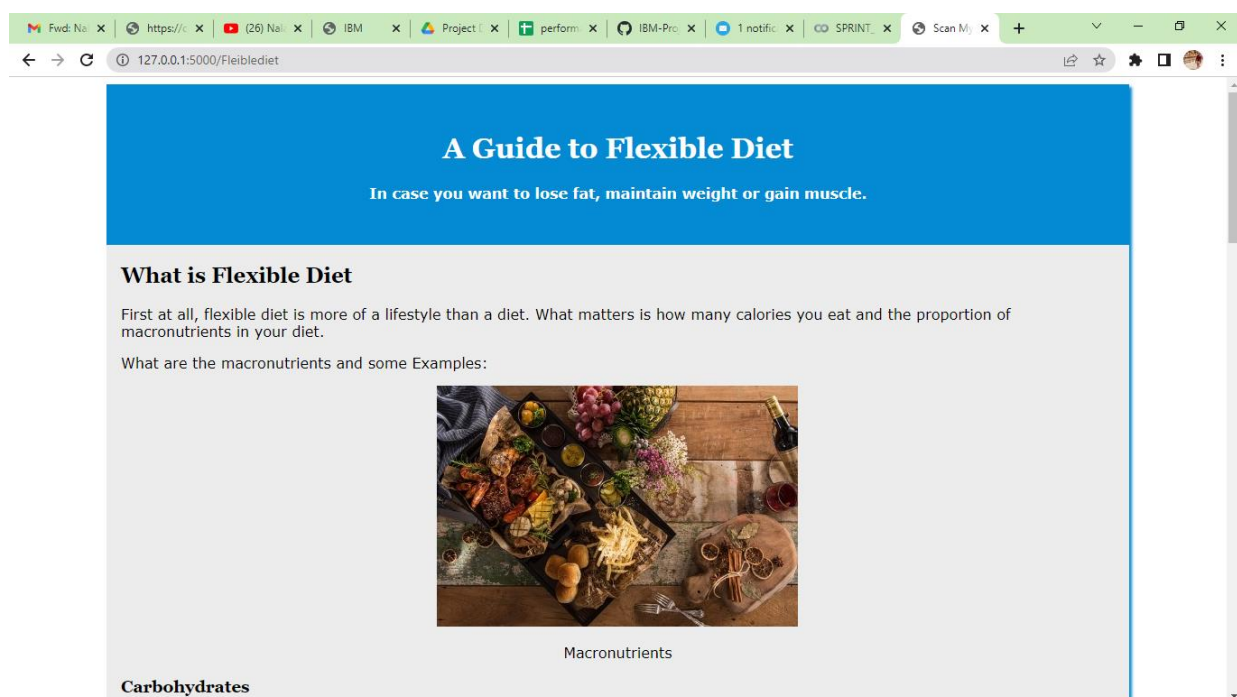 Fwd: Na
https://c
(26) Nal
IBM
Project D
perform
IBM-Pro
1 notific
SPRINT_
Scan My
127.0.0.1:5000/Fleiblediet
A Guide to Flexible Diet
In case you want to lose fat, maintain weight or gain muscle.
What is Flexible Diet
First at all, flexible diet is more of a lifestyle than a diet. What matters is how many calories you eat and the proportion of
macronutrients in your diet.
What are the macronutrients and some Examples:
Macronutrients
Carbohydrates